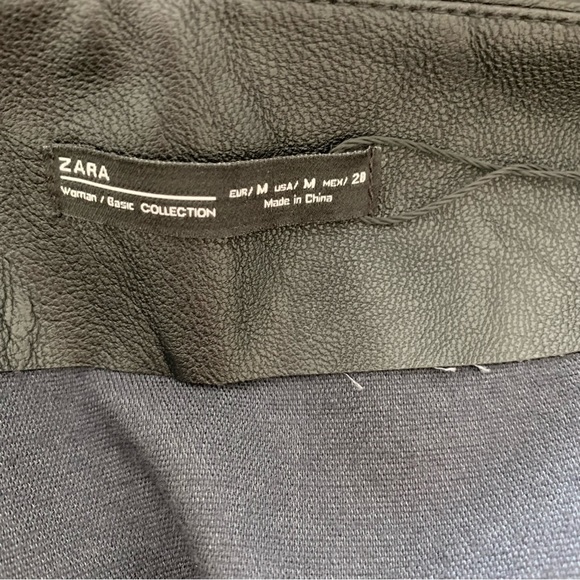 ZARA
Woman / Basic COLLECTION
EUR/ M USA/ M MEX/ 28
Made in China